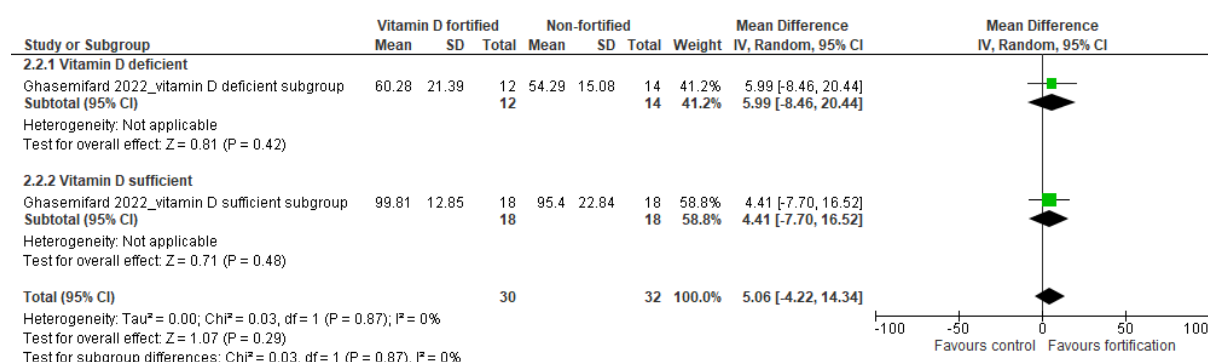 Vitamin D fortified Non-fortified Mean Difference Mean Difference
Study or Subgroup Mean SD Total Mean SD Total Weight IV, Random, 95% CI IV, Random, 95% CI
2.2.1 Vitamin D deficient
Ghasemifard 2022_vitamin D deficient subgroup 60.28 21.39 12 54.29 15.08 14 41.2% 5.99 [-8.46, 20.44]
Subtotal (95% CI) 12 14 41.2% 5.99 [-8.46, 20.44]
Heterogeneity: Not applicable
Test for overall effect: Z = 0.81 (P = 0.42)
2.2.2 Vitamin D sufficient
Ghasemifard 2022_vitamin D sufficient subgroup 99.81 12.85 18 95.4 22.84 18 58.8% 4.41 [-7.70, 16.52]
Subtotal (95% CI) 18 18 58.8% 4.41 [-7.70, 16.52]
Heterogeneity: Not applicable
Test for overall effect: Z = 0.71 (P = 0.48)
Total (95% CI) 30 32 100.0% 5.06 [-4.22, 14.34]
Heterogeneity: Tau² = 0.00; Chi² = 0.03, df = 1 (P = 0.87); I² = 0%
Test for overall effect: Z = 1.07 (P = 0.29)
Test for subgroup differences: Chi² = 0.03, df = 1 (P = 0.87), I² = 0%
-100 -50 0 50 100
Favours control Favours fortification